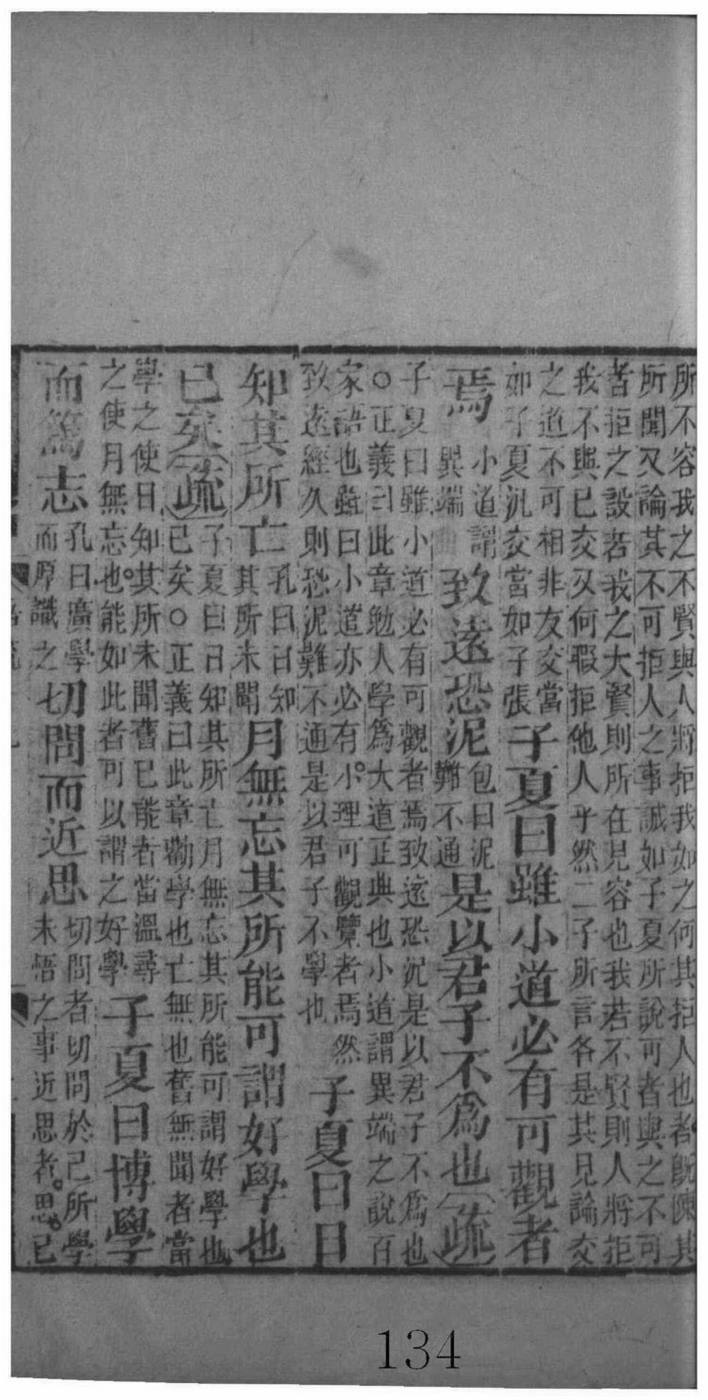 所不容我之不賢與人將拒我如之何其拒人也者旣陳其
所聞又論其不可拒人之事誠如子夏所說可者與之不可
者拒之設若我之大賢則所在見容也我若不賢則人將拒
我不與已交又何暇拒他人乎然二子所言各是其見論交
之道不可相非友交當
如子夏汎交當如子張
子夏曰雖小道必有可觀者
焉
小道謂
異端
致遠恐泥
包曰泥
難不通
是以君子不爲也
疏
子夏曰雖小道必有可觀者焉致遠恐泥是以君子不爲也
○正義曰此章勉人學爲大道正典也小道謂異端之說百
家語也雖曰小道亦必有小理可觀覽者焉然
致遠經久則恐泥難不通是以君子不學也
子夏曰日
知其所亡
孔曰日知
其所未聞
月無忘其所能可謂好學也
已矣
疏
子夏曰日知其所亡月無忘其所能可謂好學也
已矣○正義曰此章勸學也亡無也舊無聞者當
學之使日知其所未聞舊已能者當溫尋
之使月無忘也能如此者可以謂之好學
子夏曰博學
而篤志
孔曰廣學
而厚識之
切問而近思
切問者切問於己所學
未悟之事近思者思己
134